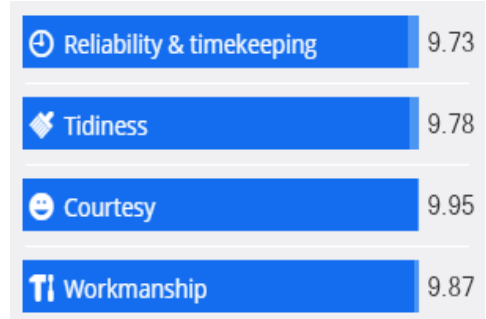 Reliability & timekeeping 9.73
Tidiness 9.78
Courtesy 9.95
Workmanship 9.87